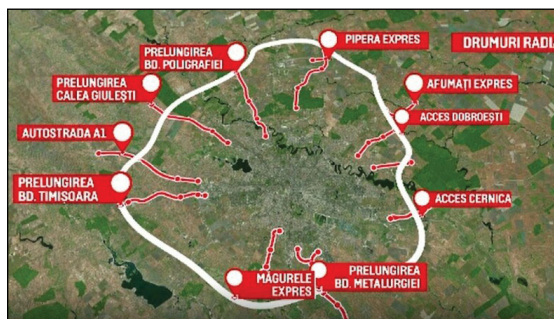 PIPERA EXPRES
DRUMURI RADI
PRELUNGIREA
BD. POLIGRAFIEI
PRELUNGIREA
CALEA GIULEȘTI
AFUMAȚI EXPRES
ACCES DOBROEȘTI
AUTOSTRADA A1
PRELUNGIREA
BD. TIMIȘOARA
ACCES CERNICA
MĂGURELE
EXPRES
PRELUNGIREA
BD. METALURGIEI